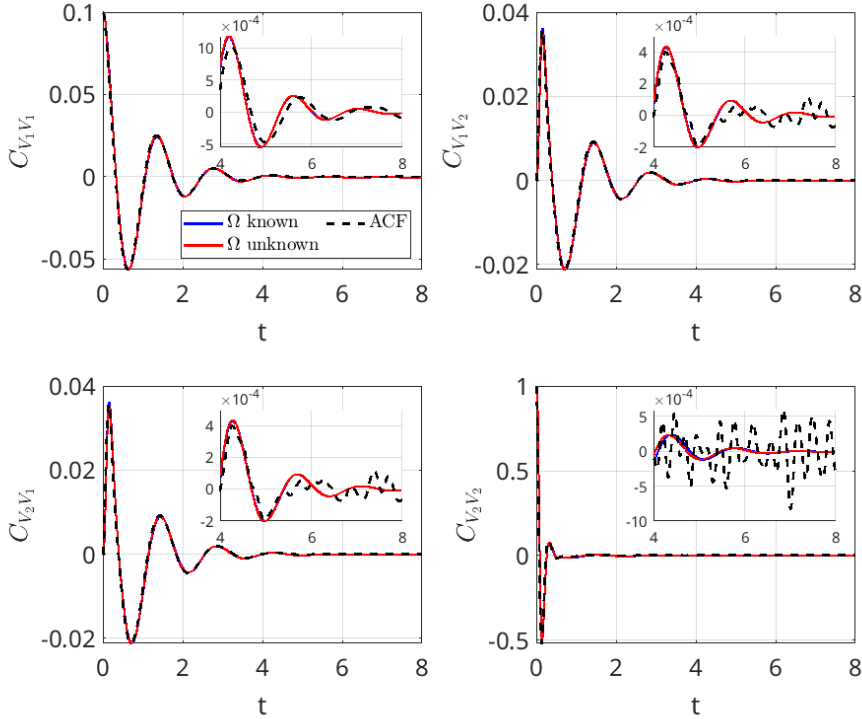 0.1
0.05
0
-0.05
C_{V_1V_1}
0 2 4 6 8
t
×10^{-4}
10
5
0
-5
4 6 8
Ω known
ACF
Ω unknown
0.04
0.02
0
-0.02
C_{V_1V_2}
0 2 4 6 8
t
×10^{-4}
4
2
0
-2
4 6 8
0.04
0.02
0
-0.02
C_{V_2V_1}
0 2 4 6 8
t
×10^{-4}
4
2
0
-2
4 6 8
1
0.5
0
-0.5
C_{V_2V_2}
0 2 4 6 8
t
×10^{-4}
5
0
-5
-10
4 6 8